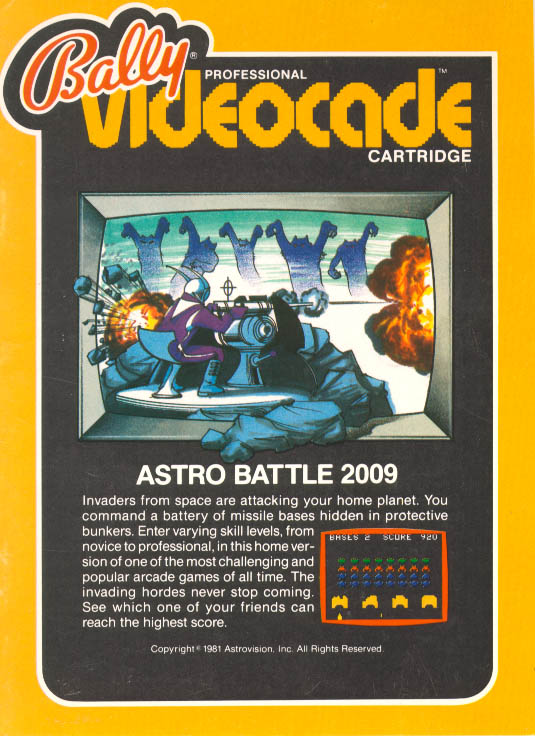 Bally®
PROFESSIONAL
Videocade™
CARTRIDGE
ASTRO BATTLE 2009
Invaders from space are attacking your home planet. You
command a battery of missile bases hidden in protective
bunkers. Enter varying skill levels, from
novice to professional, in this home ver-
sion of one of the most challenging and
popular arcade games of all time. The
invading hordes never stop coming.
See which one of your friends can
reach the highest score.
BASES 2 SCORE 920
Copyright © 1981 Astrovision, Inc. All Rights Reserved.